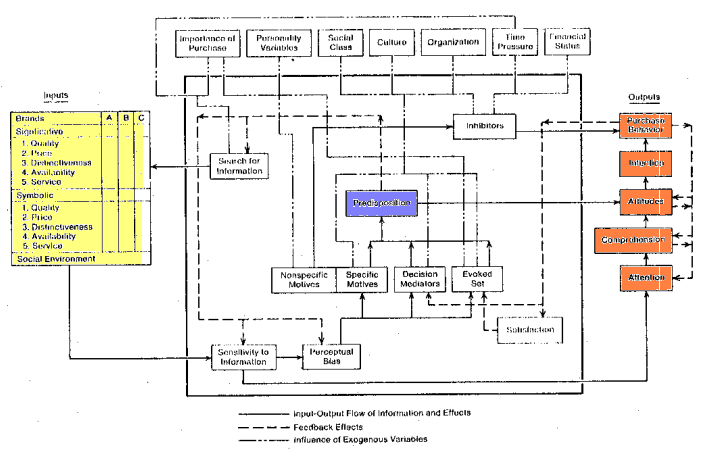 Importance of
Purchase
Personality
Variables
Social
Class
Culture
Organization
Time
Pressure
Financial
Status
Inputs
Outputs
Brands A B C
Significative
1. Quality
2. Price
3. Distinctiveness
4. Availability
5. Service
Symbolic
1. Quality
2. Price
3. Distinctiveness
4. Availability
5. Service
Social Environment
Search for
Information
Inhibitors
Predisposition
Nonspecific
Motives
Specific
Motives
Decision
Mediators
Evoked
Set
Satisfaction
Sensitivity to
Information
Perceptual
Bias
Purchase
Behavior
Intention
Attitudes
Comprehension
Attention
Input-Output Flow of Information and Effects
Feedback Effects
Influence of Exogenous Variables